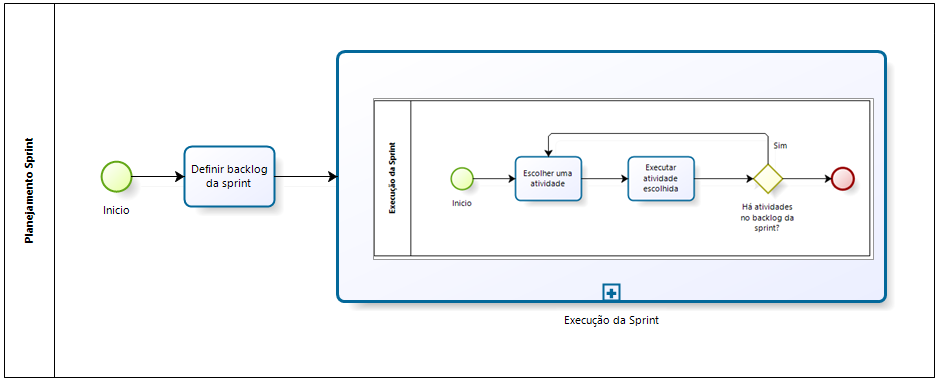 Planejamento Sprint
Inicio
Definir backlog
da sprint
Execução da Sprint
Inicio
Escolher uma
atividade
Executar
atividade
escolhida
Sim
Há atividades
no backlog da
sprint?
Execução da Sprint